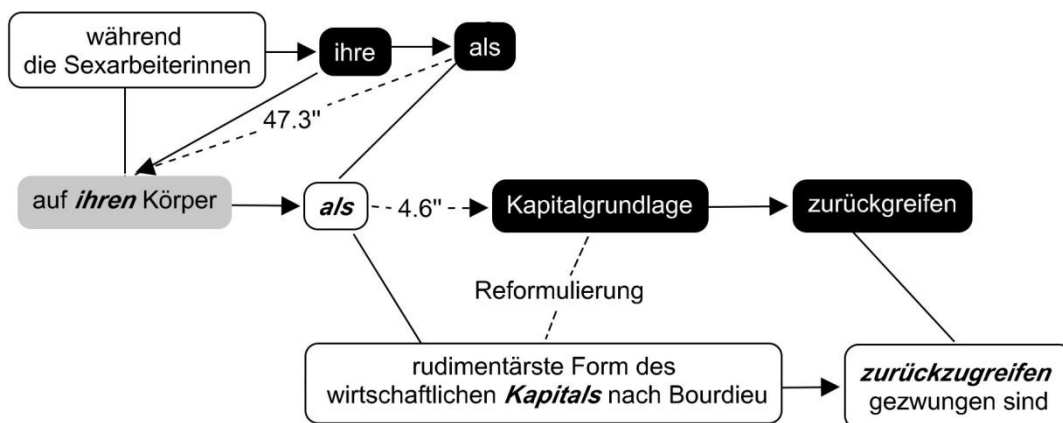 während
die Sexarbeiterinnen
ihre
als
47.3"
auf ihren Körper
als
4.6"
Kapitalgrundlage
zurückgreifen
Reformulierung
rudimentärste Form des
wirtschaftlichen Kapitals nach Bourdieu
zurückzugreifen
gezwungen sind